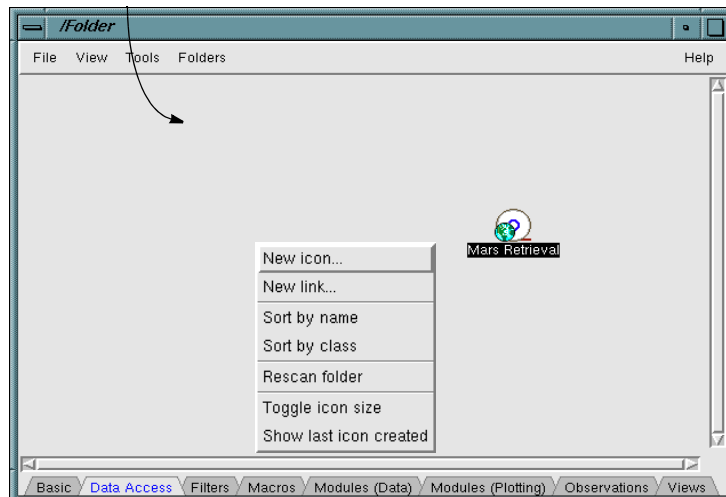 /Folder
File View Tools Folders Help
Mars Retrieval
New icon...
New link...
Sort by name
Sort by class
Rescan folder
Toggle icon size
Show last icon created
Basic Data Access Filters Macros Modules (Data) Modules (Plotting) Observations Views